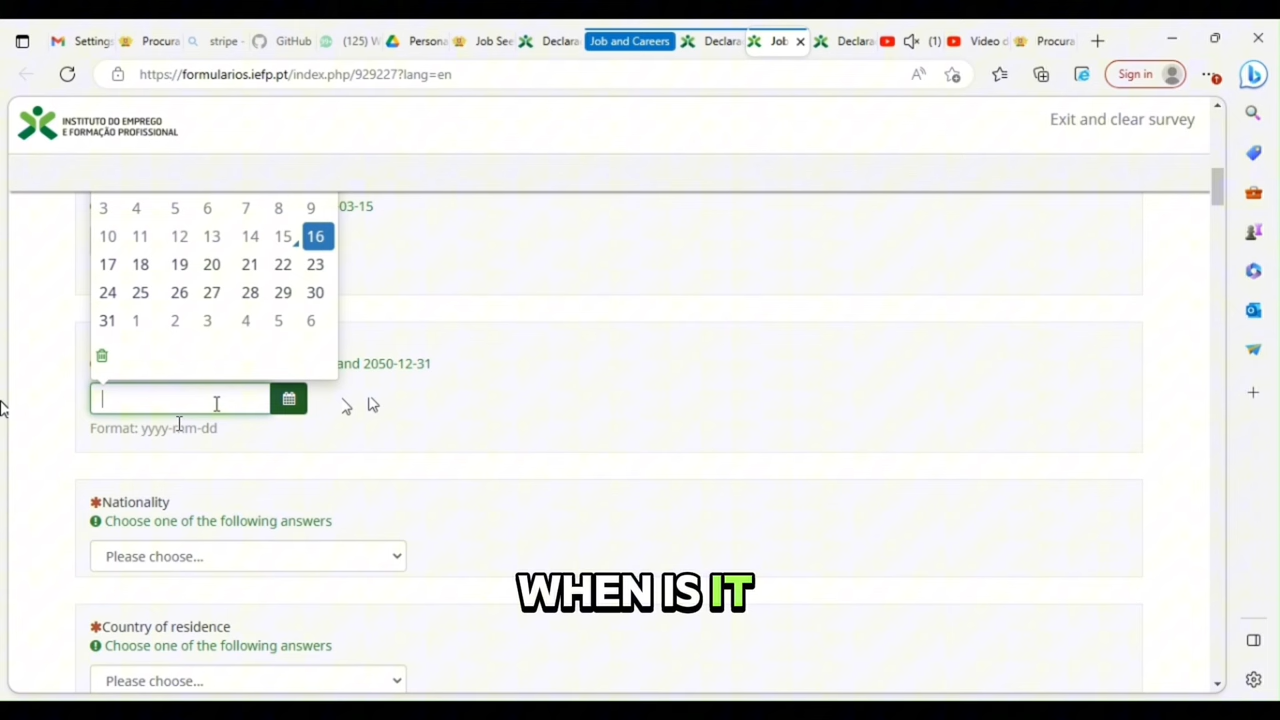 Setting:
Procura
stripe -
GitHub
(125) W
Persona
Job See
Declara
Job and Careers
Declara
Job
Declara
(1)
Video d
Procura
https://formularios.iefp.pt/index.php/929227?lang=en
Sign in
INSTITUTO DO EMPREGO
E FORMAÇÃO PROFISSIONAL
Exit and clear survey
3 4 5 6 7 8 9
03-15
10 11 12 13 14 15 16
17 18 19 20 21 22 23
24 25 26 27 28 29 30
31 1 2 3 4 5 6
and 2050-12-31
Format: yyyy-mm-dd
Nationality
Choose one of the following answers
Please choose...
WHEN IS IT
Country of residence
Choose one of the following answers
Please choose...